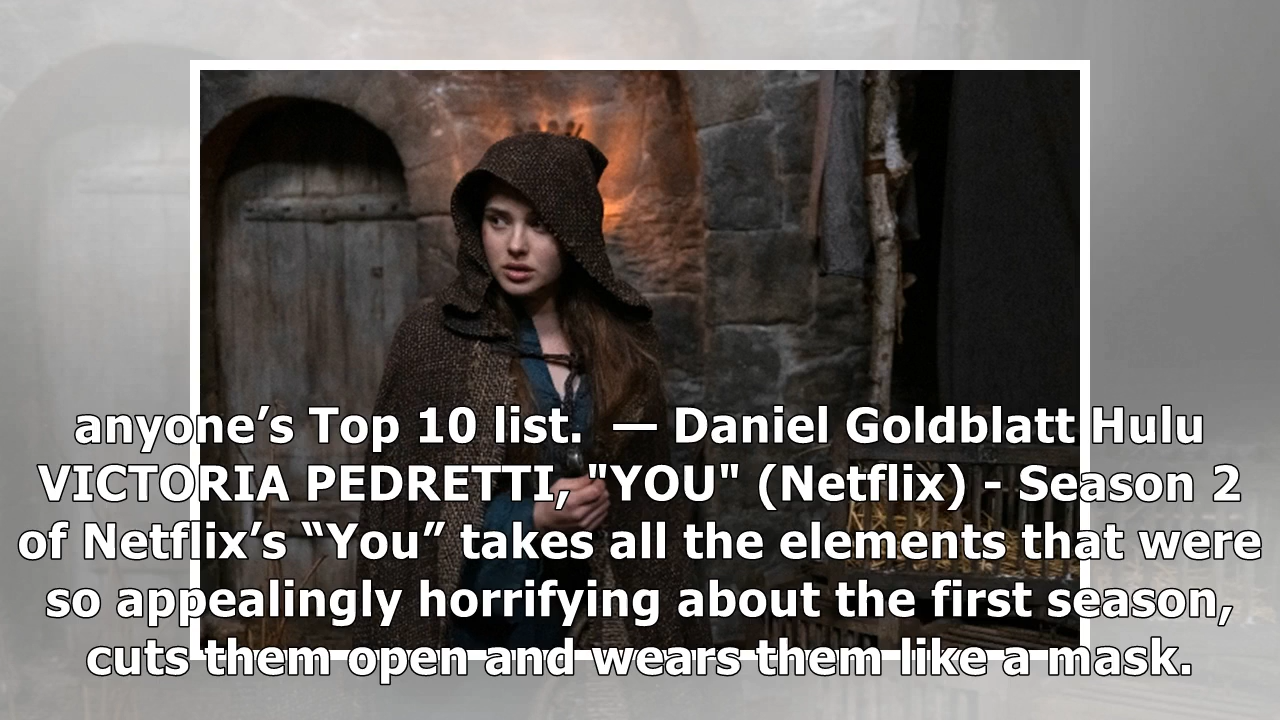 anyone’s Top 10 list.  — Daniel Goldblatt Hulu
VICTORIA PEDRETTI, "YOU" (Netflix) - Season 2
of Netflix’s “You” takes all the elements that were
so appealingly horrifying about the first season,
cuts them open and wears them like a mask.